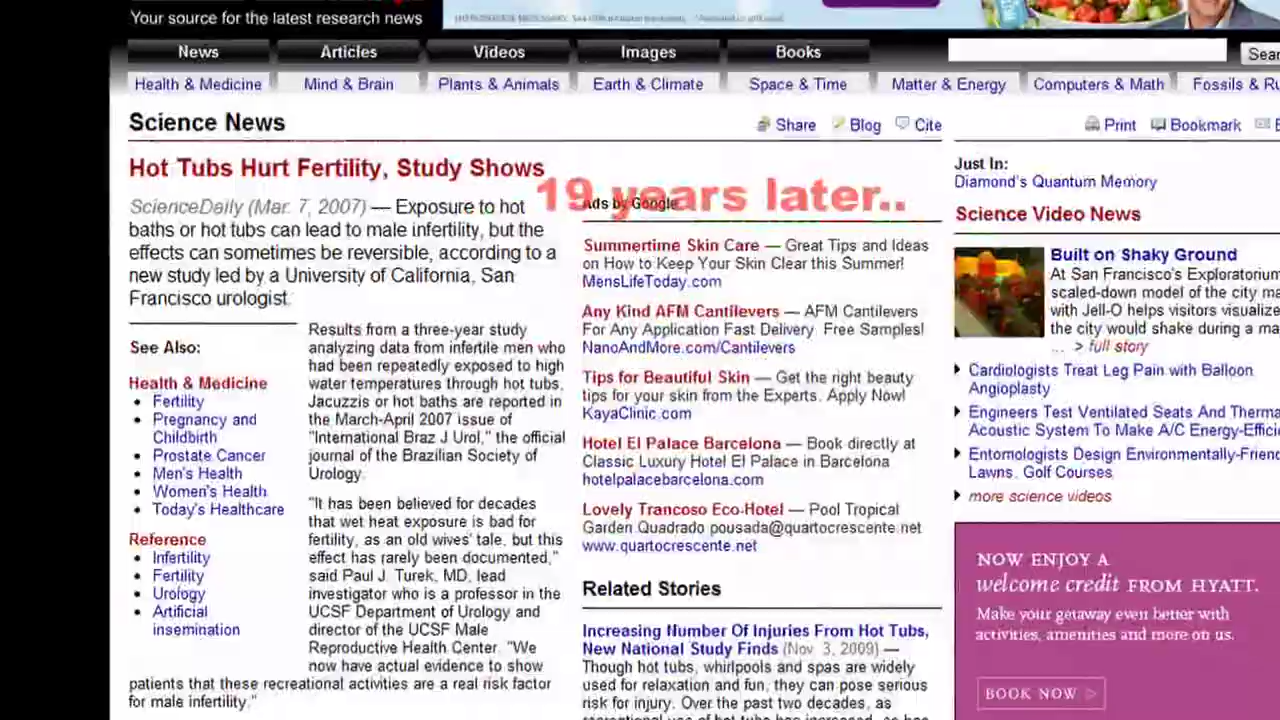 Your source for the latest research news
News
Articles
Videos
Images
Books
Health & Medicine
Mind & Brain
Plants & Animals
Earth & Climate
Space & Time
Matter & Energy
Computers & Math
Science News
Share
Blog
Cite
Print
Bookmark
Hot Tubs Hurt Fertility, Study Shows
19 years later..
ScienceDaily (Mar. 7, 2007) — Exposure to hot
baths or hot tubs can lead to male infertility, but the
effects can sometimes be reversible, according to a
new study led by a University of California, San
Francisco urologist.
See Also:
Health & Medicine
• Fertility
• Pregnancy and
Childbirth
• Prostate Cancer
• Men's Health
• Women's Health
• Today's Healthcare
Reference
• Infertility
• Fertility
• Urology
• Artificial
insemination
Results from a three-year study
analyzing data from infertile men who
had been repeatedly exposed to high
water temperatures through hot tubs,
Jacuzzis or hot baths are reported in
the March-April 2007 issue of
"International Braz J Urol," the official
journal of the Brazilian Society of
Urology.
"It has been believed for decades
that wet heat exposure is bad for
fertility, as an old wives' tale, but this
effect has rarely been documented,"
said Paul J. Turek, MD, lead
investigator who is a professor in the
UCSF Department of Urology and
director of the UCSF Male
Reproductive Health Center. "We
now have actual evidence to show
patients that these recreational activities are a real risk factor
for male infertility."
Ads by Google
Summertime Skin Care — Great Tips and Ideas
on How to Keep Your Skin Clear this Summer!
MensLifeToday.com
Any Kind AFM Cantilevers — AFM Cantilevers
For Any Application Fast Delivery Free Samples!
NanoAndMore.com/Cantilevers
Tips for Beautiful Skin — Get the right beauty
tips for your skin from the Experts. Apply Now!
KayaClinic.com
Hotel El Palace Barcelona — Book directly at
Classic Luxury Hotel El Palace in Barcelona
hotelpalacebarcelona.com
Lovely Trancoso Eco-Hotel — Pool Tropical
Garden Quadrado pousada@quartocrescente.net
www.quartocrescente.net
Related Stories
Increasing Number Of Injuries From Hot Tubs,
New National Study Finds (Nov. 3, 2009) —
Though hot tubs, whirlpools and spas are widely
used for relaxation and fun, they can pose serious
risk for injury. Over the past two decades, as
Just In:
Diamond's Quantum Memory
Science Video News
Built on Shaky Ground
At San Francisco's Exploratorium
scaled-down model of the city ma
with Jell-O helps visitors visualize
the city would shake during a ma
... > full story
Cardiologists Treat Leg Pain with Balloon
Angioplasty
Engineers Test Ventilated Seats And Therma
Acoustic System To Make A/C Energy-Effici
Entomologists Design Environmentally-Frien
Lawns, Golf Courses
more science videos
NOW ENJOY A
welcome credit FROM HYATT.
Make your getaway even better with
activities, amenities and more on us.
BOOK NOW >